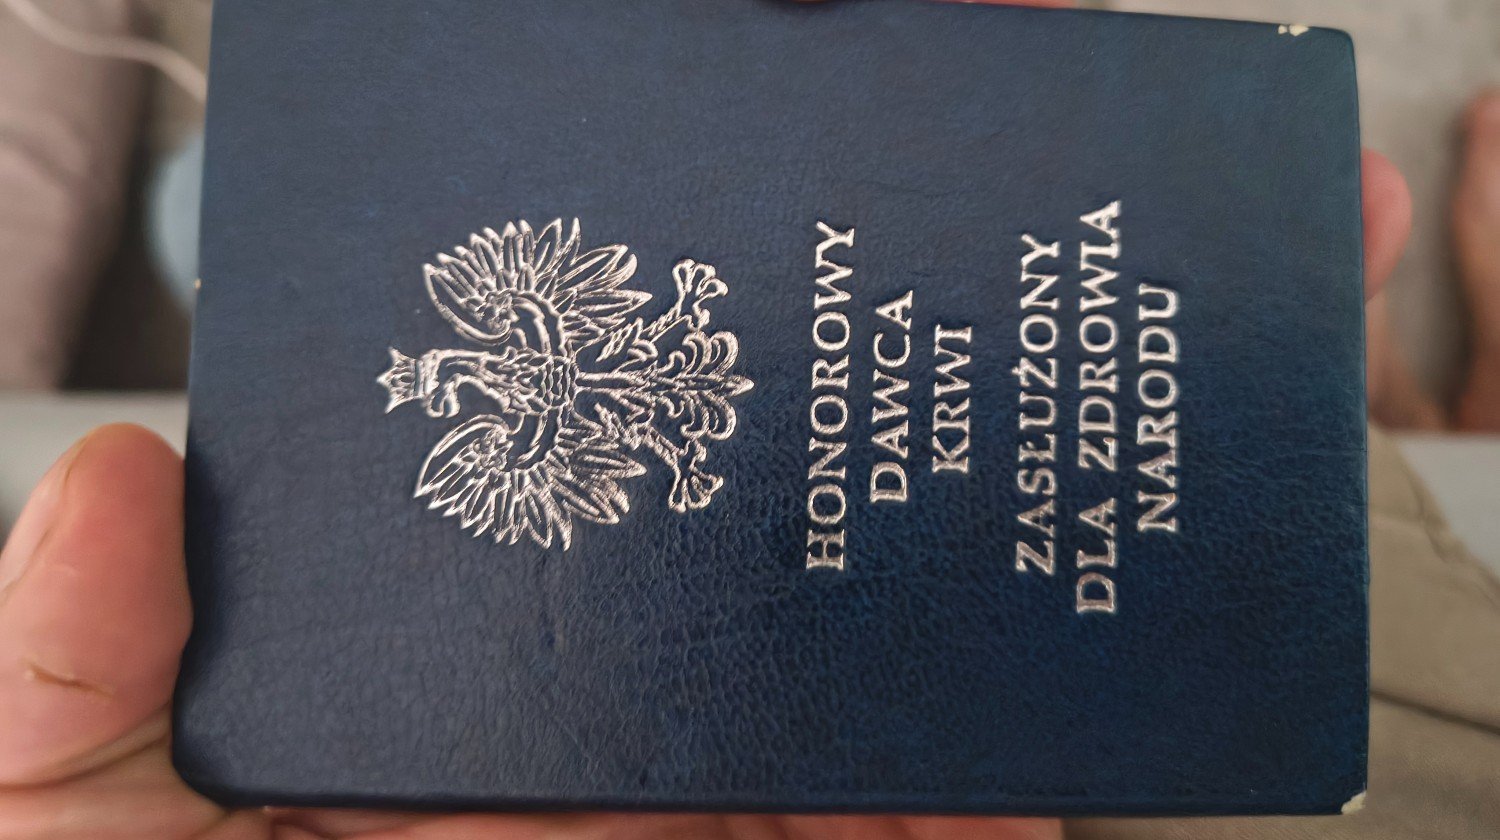 HONOROWY
DAWCA
KRWI
ZASŁUŻONY
DLA ZDROWIA
NARODU